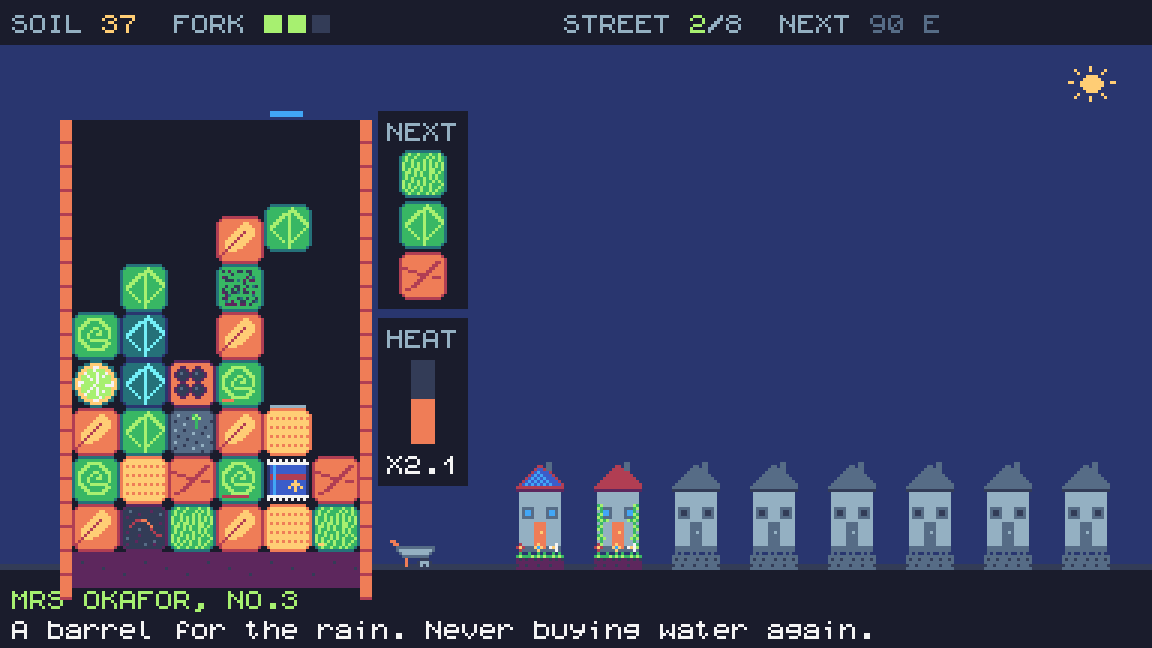 SOIL 37 FORK STREET 2/8 NEXT 90 E
NEXT
HEAT
X2.1
MRS OKAFOR, NO.3
A barrel for the rain. Never buying water again.